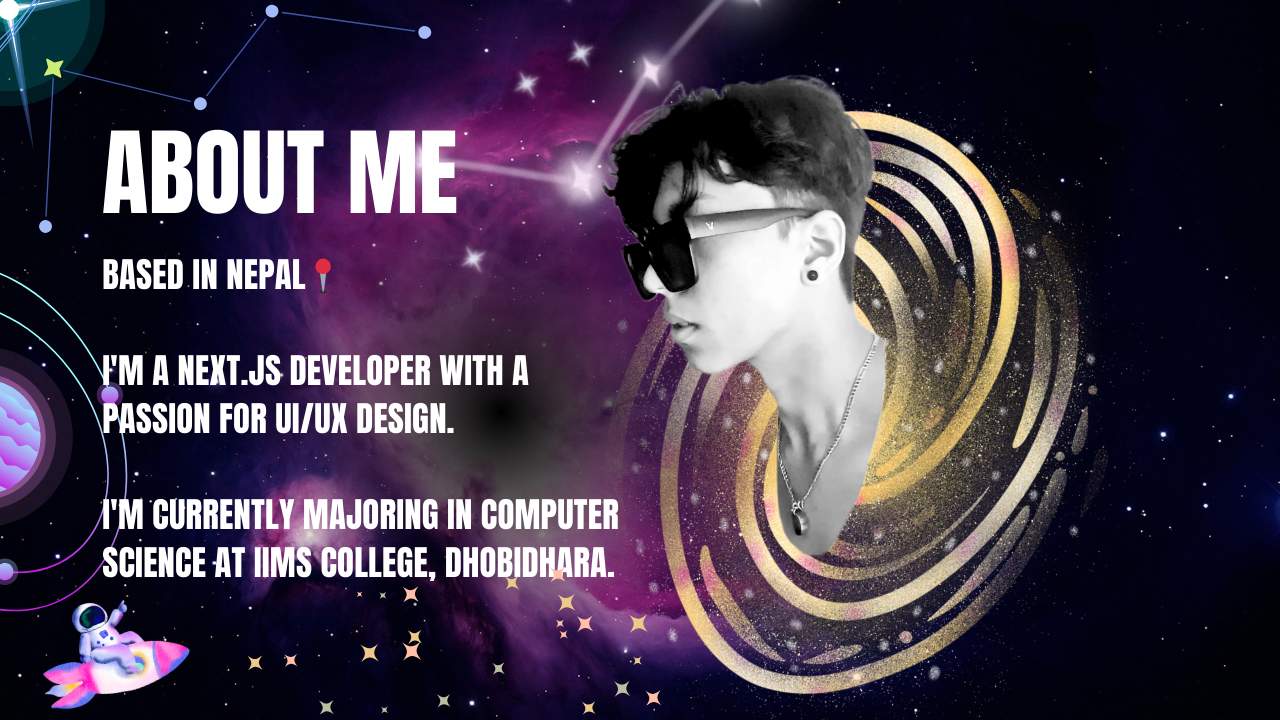 ABOUT ME
BASED IN NEPAL📍
I'M A NEXT.JS DEVELOPER WITH A
PASSION FOR UI/UX DESIGN.
I'M CURRENTLY MAJORING IN COMPUTER
SCIENCE AT IIMS COLLEGE, DHOBIDHARA.